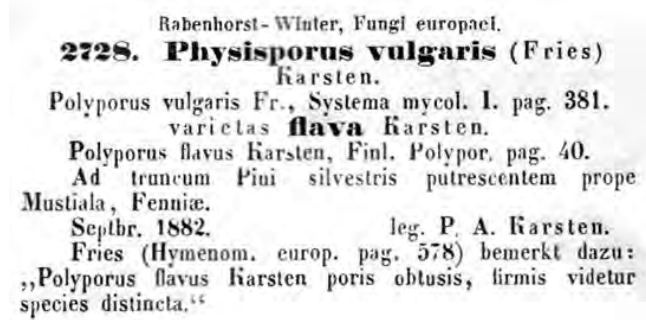 Rabenhorst-Winter, Fungi europaei.
2728. Physisporus vulgaris (Fries)
Karsten.
Polyporus vulgaris Fr., Systema mycol. I. pag. 381.
varietas flava Karsten.
Polyporus flavus Karsten, Finl. Polypor. pag. 40.
Ad truncum Pini silvestris putrescentem prope
Mustiala, Fenniæ.
Septbr. 1882. leg. P. A. Karsten.
Fries (Hymenom. europ. pag. 578) bemerkt dazu:
„Polyporus flavus Karsten poris obtusis, firmis videtur
species distincta.“